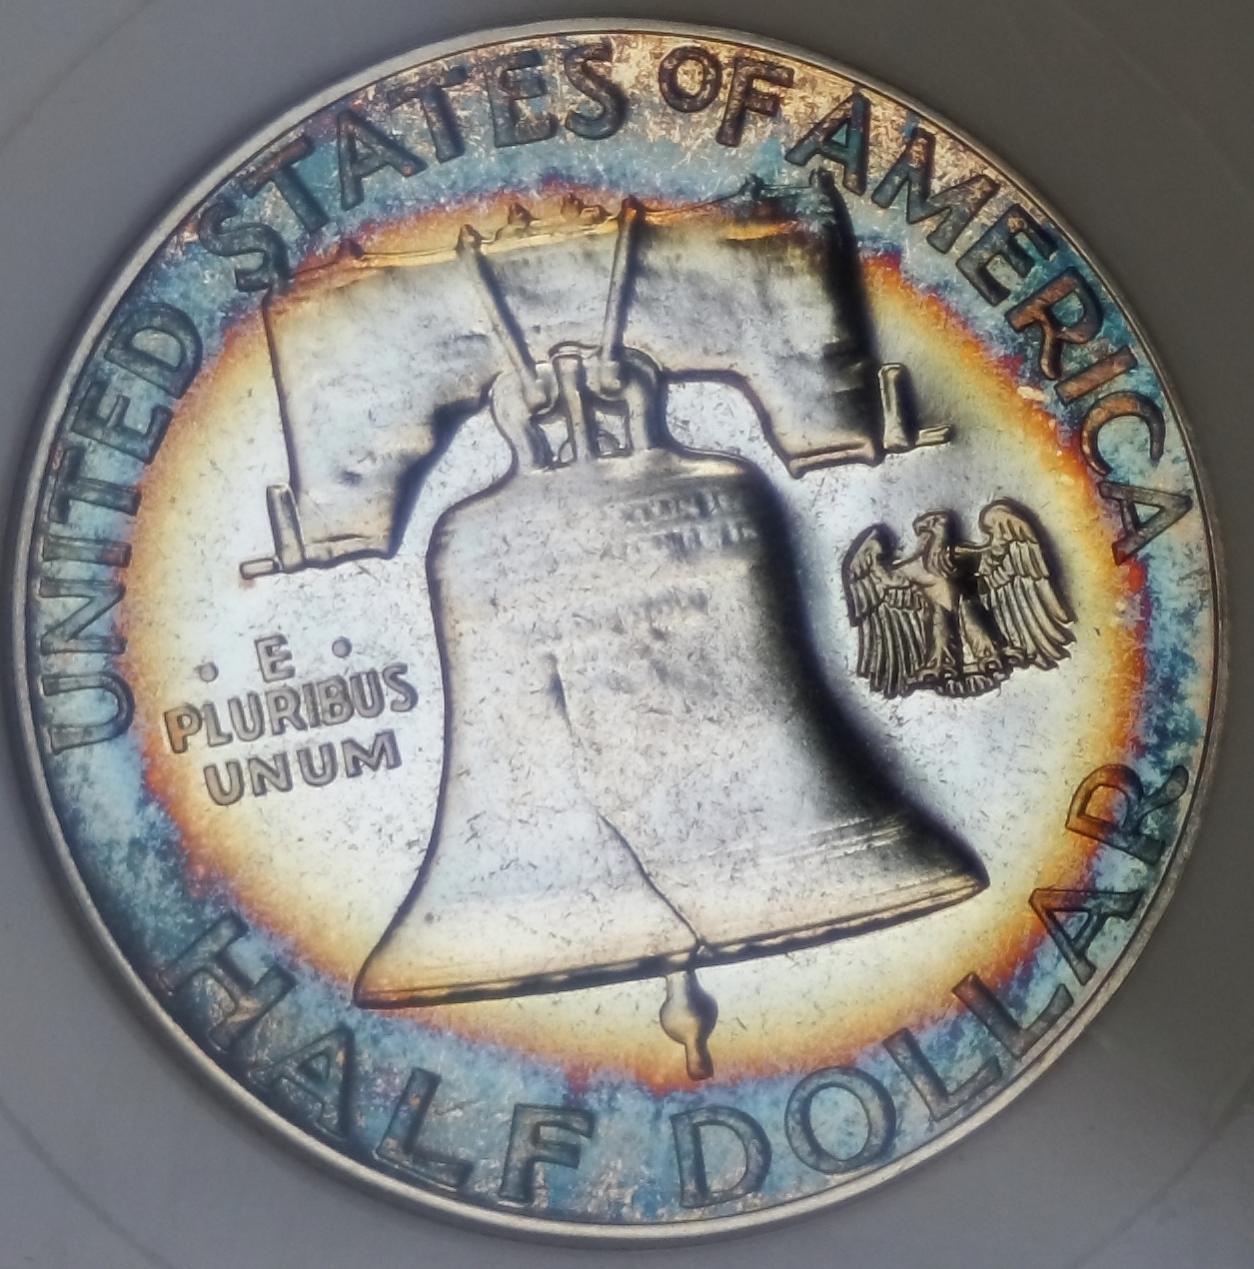 UNITED STATES OF AMERICA
· E ·
PLURIBUS
UNUM
HALF DOLLAR